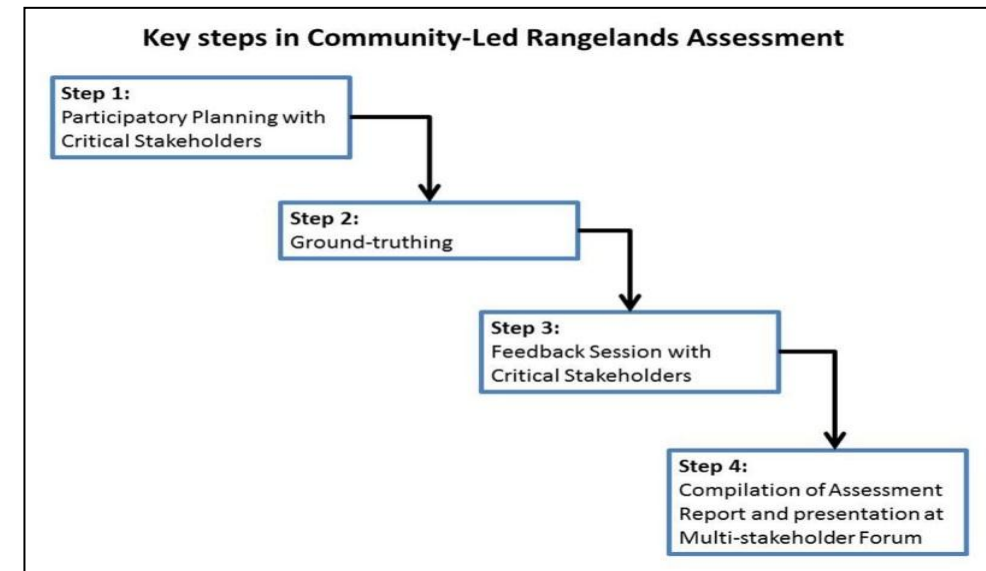 Key steps in Community-Led Rangelands Assessment
Step 1:
Participatory Planning with
Critical Stakeholders
Step 2:
Ground-truthing
Step 3:
Feedback Session with
Critical Stakeholders
Step 4:
Compilation of Assessment
Report and presentation at
Multi-stakeholder Forum